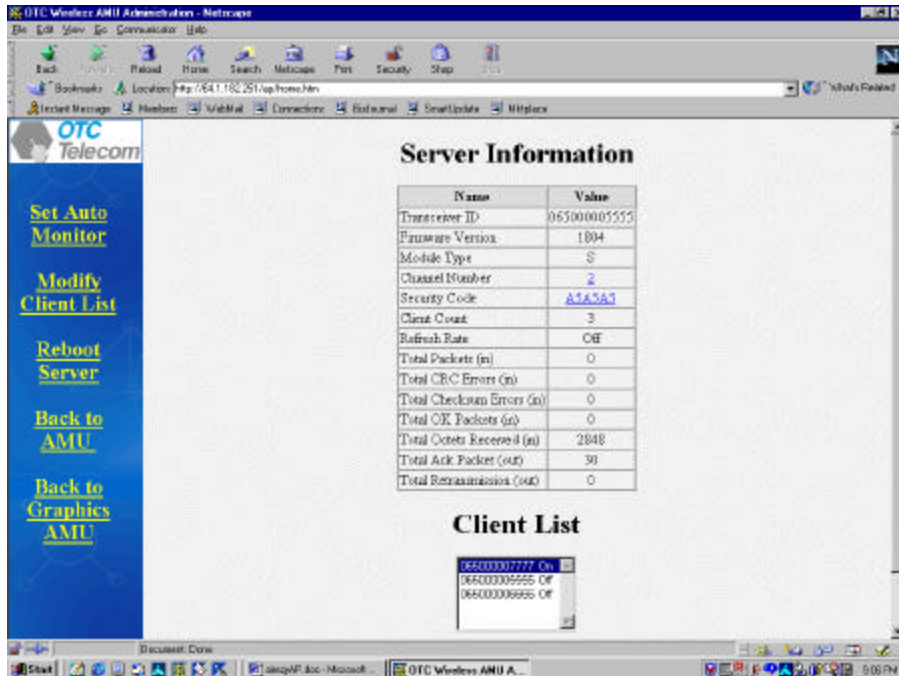 OTC Wireless AMU Administration - Netscape
File Edit View Go Communicator Help
Back Reload Home Search Netscape Print Security Shop
Bookmarks Location: http://64.1.182.251/ap/home.htm What's Related
Instant Message Members WebMail Connections BizJournal SmartUpdate Mktplace
OTC
Telecom
Set Auto
Monitor
Modify
Client List
Reboot
Server
Back to
AMU
Back to
Graphics
AMU
Server Information
Name Value
Transceiver ID 065000005555
Firmware Version 1804
Module Type S
Channel Number 2
Security Code A5A5A5
Client Count 3
Refresh Rate Off
Total Packets (in) 0
Total CRC Errors (in) 0
Total Checksum Errors (in) 0
Total OK Packets (in) 0
Total Octets Received (in) 2848
Total Ack Packet (out) 30
Total Retransmission (out) 0
Client List
065000007777 On
065000005555 Off
065000006666 Off
Document: Done
Start - Microsoft ... OTC Wireless AMU A... 9:06 PM